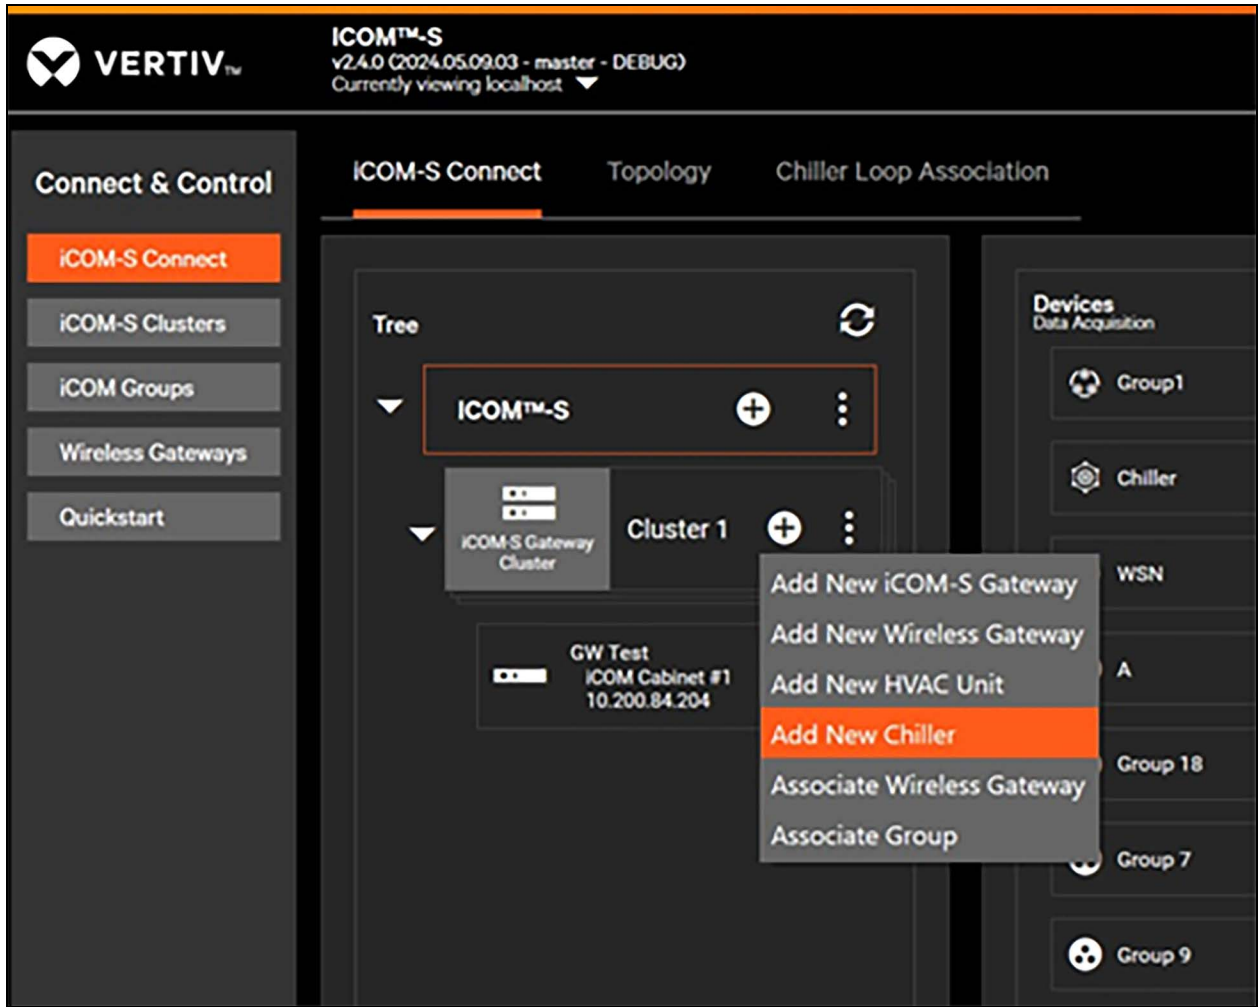 VERTIV™
ICOM™-S
v2.4.0 (2024.05.09.03 - master - DEBUG)
Currently viewing localhost
Connect & Control
iCOM-S Connect
iCOM-S Clusters
iCOM Groups
Wireless Gateways
Quickstart
iCOM-S Connect
Topology
Chiller Loop Association
Tree
ICOM™-S
iCOM-S Gateway
Cluster
Cluster 1
GW Test
iCOM Cabinet #1
10.200.84.204
Add New iCOM-S Gateway
Add New Wireless Gateway
Add New HVAC Unit
Add New Chiller
Associate Wireless Gateway
Associate Group
Devices
Data Acquisition
Group1
Chiller
WSN
A
Group 18
Group 7
Group 9